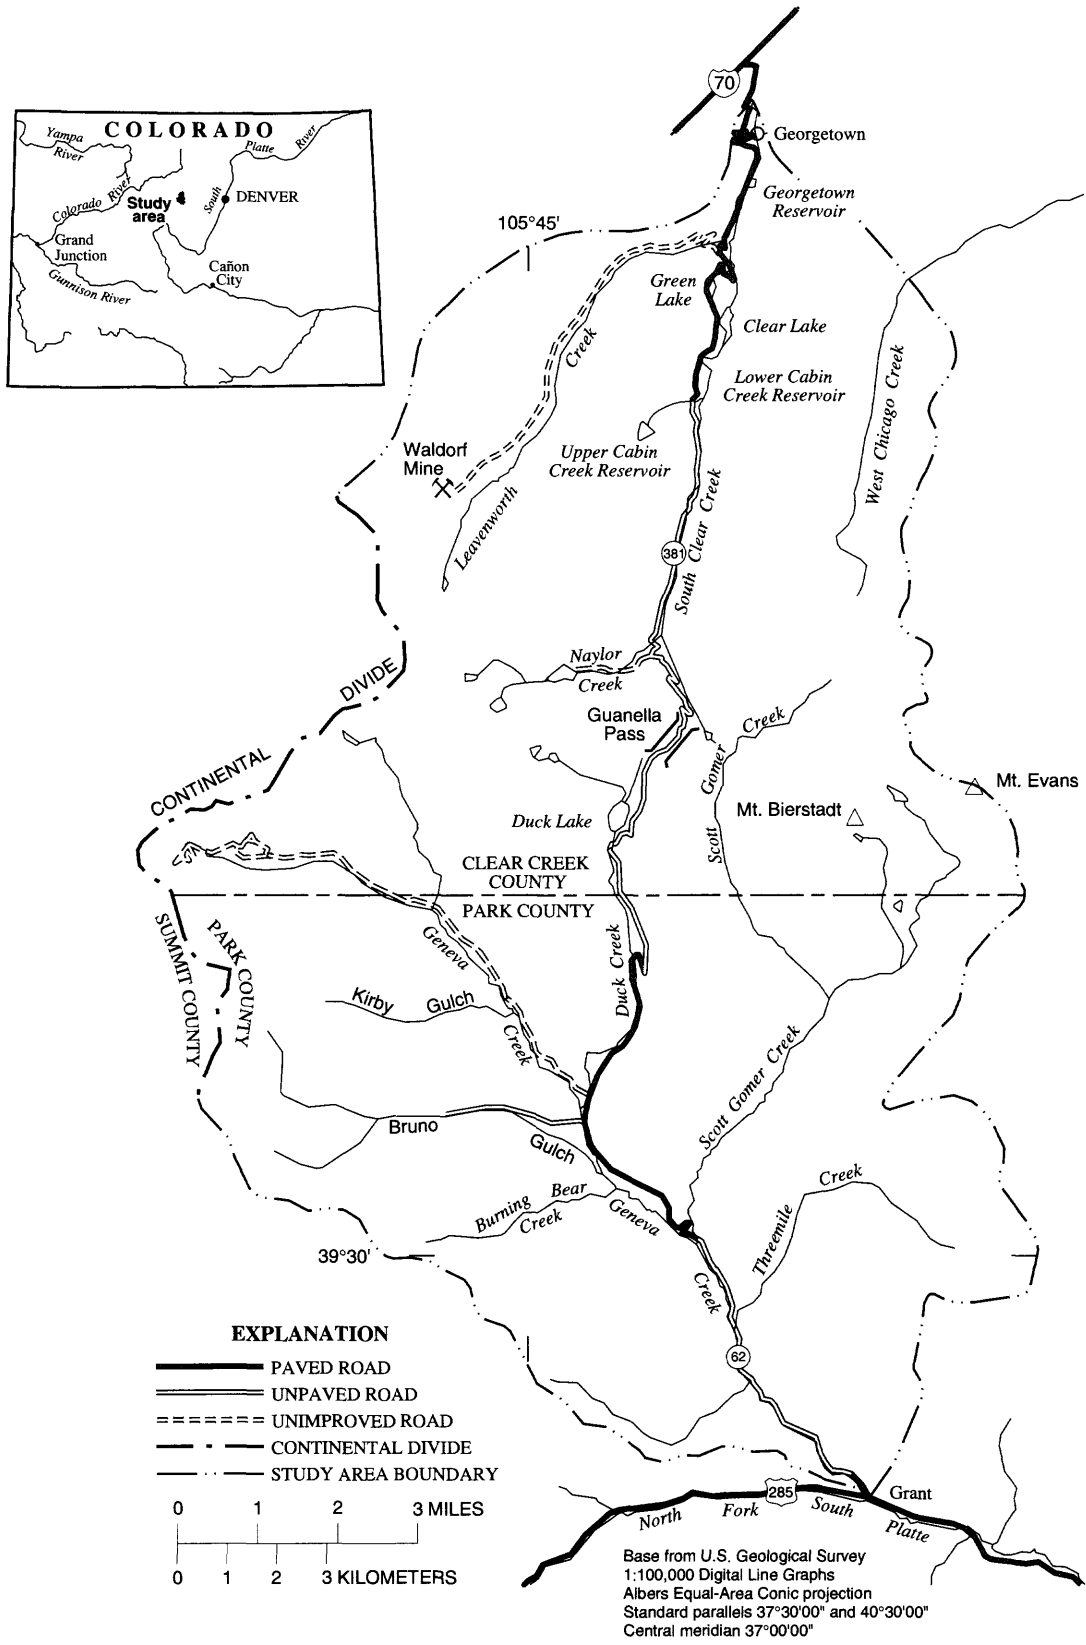 70
Georgetown
COLORADO
Yampa
River
Platte
River
South
DENVER
Colorado River
Study
area
Grand
Junction
Gunnison River
Cañon
City
Georgetown
Reservoir
105°45'
Green
Lake
Clear Lake
Creek
Lower Cabin
Creek Reservoir
West Chicago Creek
Waldorf
Mine
Upper Cabin
Creek Reservoir
Leavenworth
South Clear Creek
381
Naylor
Creek
DIVIDE
CONTINENTAL
Guanella
Pass
Creek
Gomer
Scott
Mt. Evans
Mt. Bierstadt
Duck Lake
CLEAR CREEK
COUNTY
PARK COUNTY
SUMMIT COUNTY
PARK COUNTY
Geneva
Creek
Duck Creek
Kirby Gulch
Scott Gomer Creek
Bruno
Gulch
Burning Bear
Creek
Geneva
Creek
Threemile
Creek
39°30'
62
EXPLANATION
PAVED ROAD
UNPAVED ROAD
UNIMPROVED ROAD
CONTINENTAL DIVIDE
STUDY AREA BOUNDARY
0 1 2 3 MILES
0 1 2 3 KILOMETERS
285
Grant
North Fork South Platte
Base from U.S. Geological Survey
1:100,000 Digital Line Graphs
Albers Equal-Area Conic projection
Standard parallels 37°30'00" and 40°30'00"
Central meridian 37°00'00"